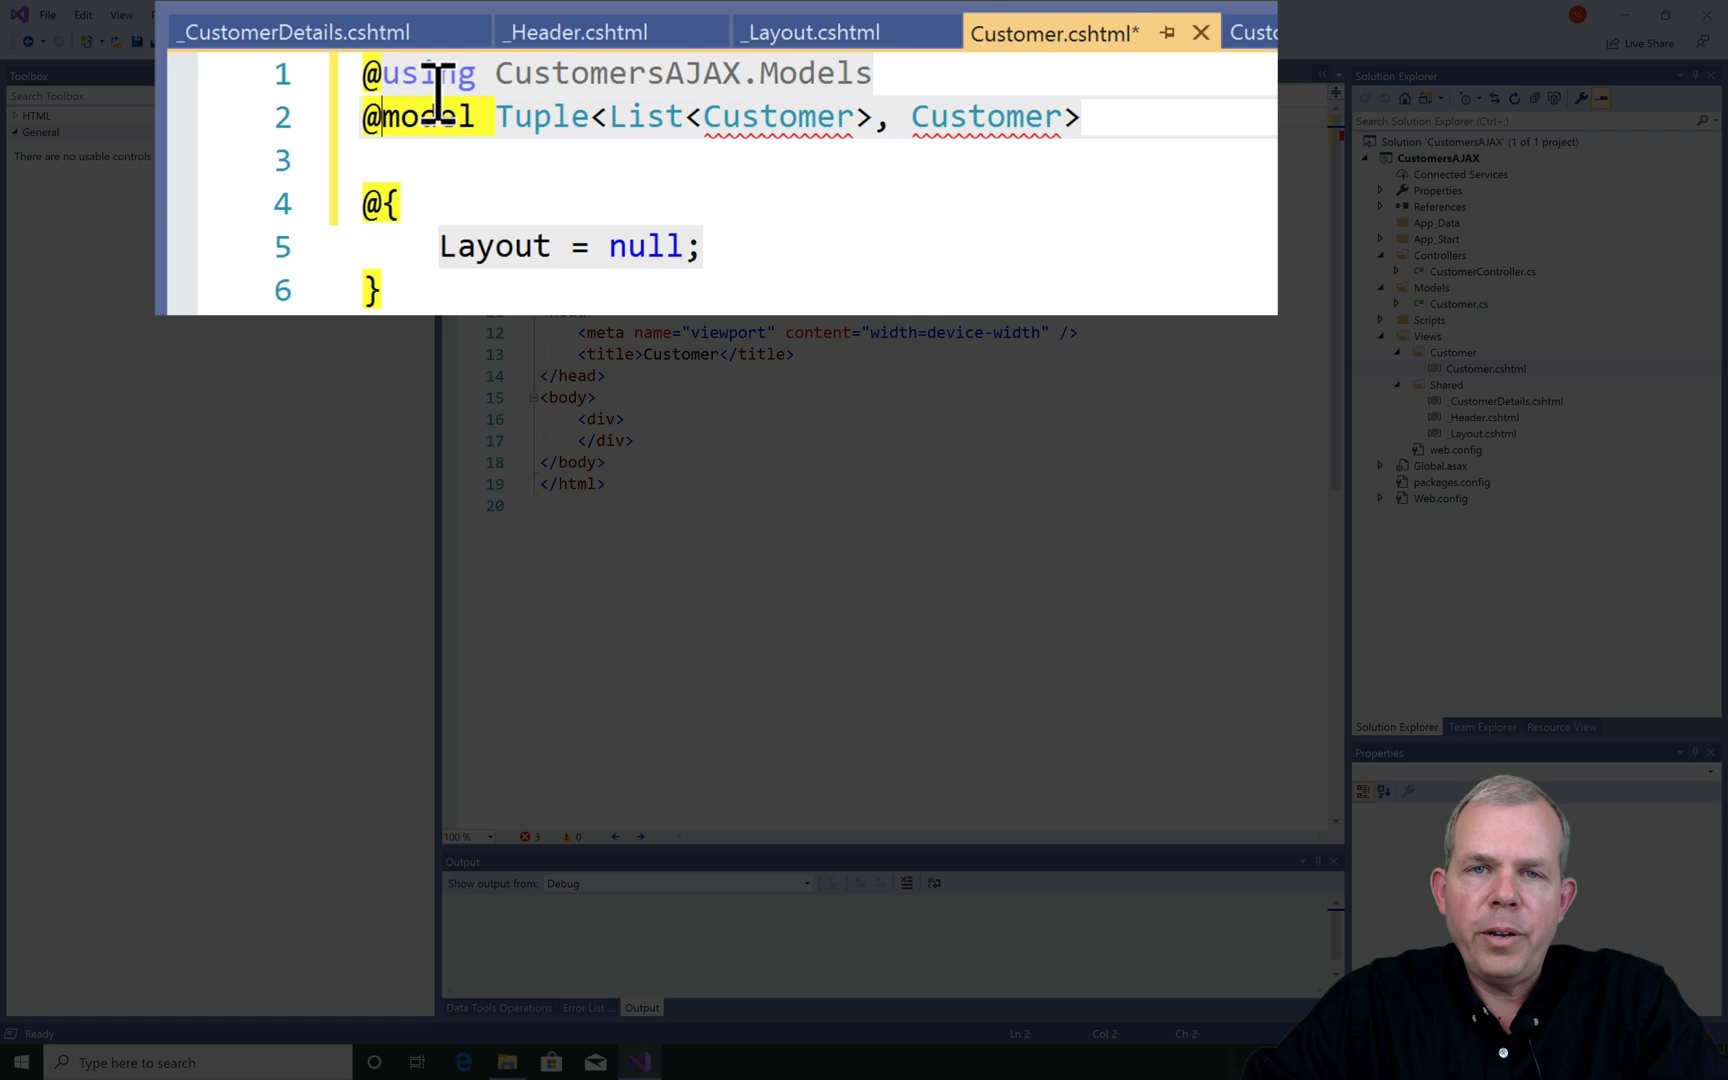 File Edit View
Live Share
_CustomerDetails.cshtml _Header.cshtml _Layout.cshtml Customer.cshtml* Custo
1 @using CustomersAJAX.Models
2 @model Tuple<List<Customer>, Customer>
3
4 @{
5 Layout = null;
6 }
12 <meta name="viewport" content="width=device-width" />
13 <title>Customer</title>
14 </head>
15 <body>
16 <div>
17 </div>
18 </body>
19 </html>
20
Toolbox
Search Toolbox
HTML
General
There are no usable controls
100 % 3 0
Output
Show output from: Debug
Data Tools Operations Error List ... Output
Solution Explorer
Search Solution Explorer (Ctrl+;)
Solution 'CustomersAJAX' (1 of 1 project)
CustomersAJAX
Connected Services
Properties
References
App_Data
App_Start
Controllers
CustomerController.cs
Models
Customer.cs
Scripts
Views
Customer
Customer.cshtml
Shared
_CustomerDetails.cshtml
_Header.cshtml
_Layout.cshtml
web.config
Global.asax
packages.config
Web.config
Solution Explorer Team Explorer Resource View
Properties
Ready Ln 2 Col 2 Ch 2
Type here to search